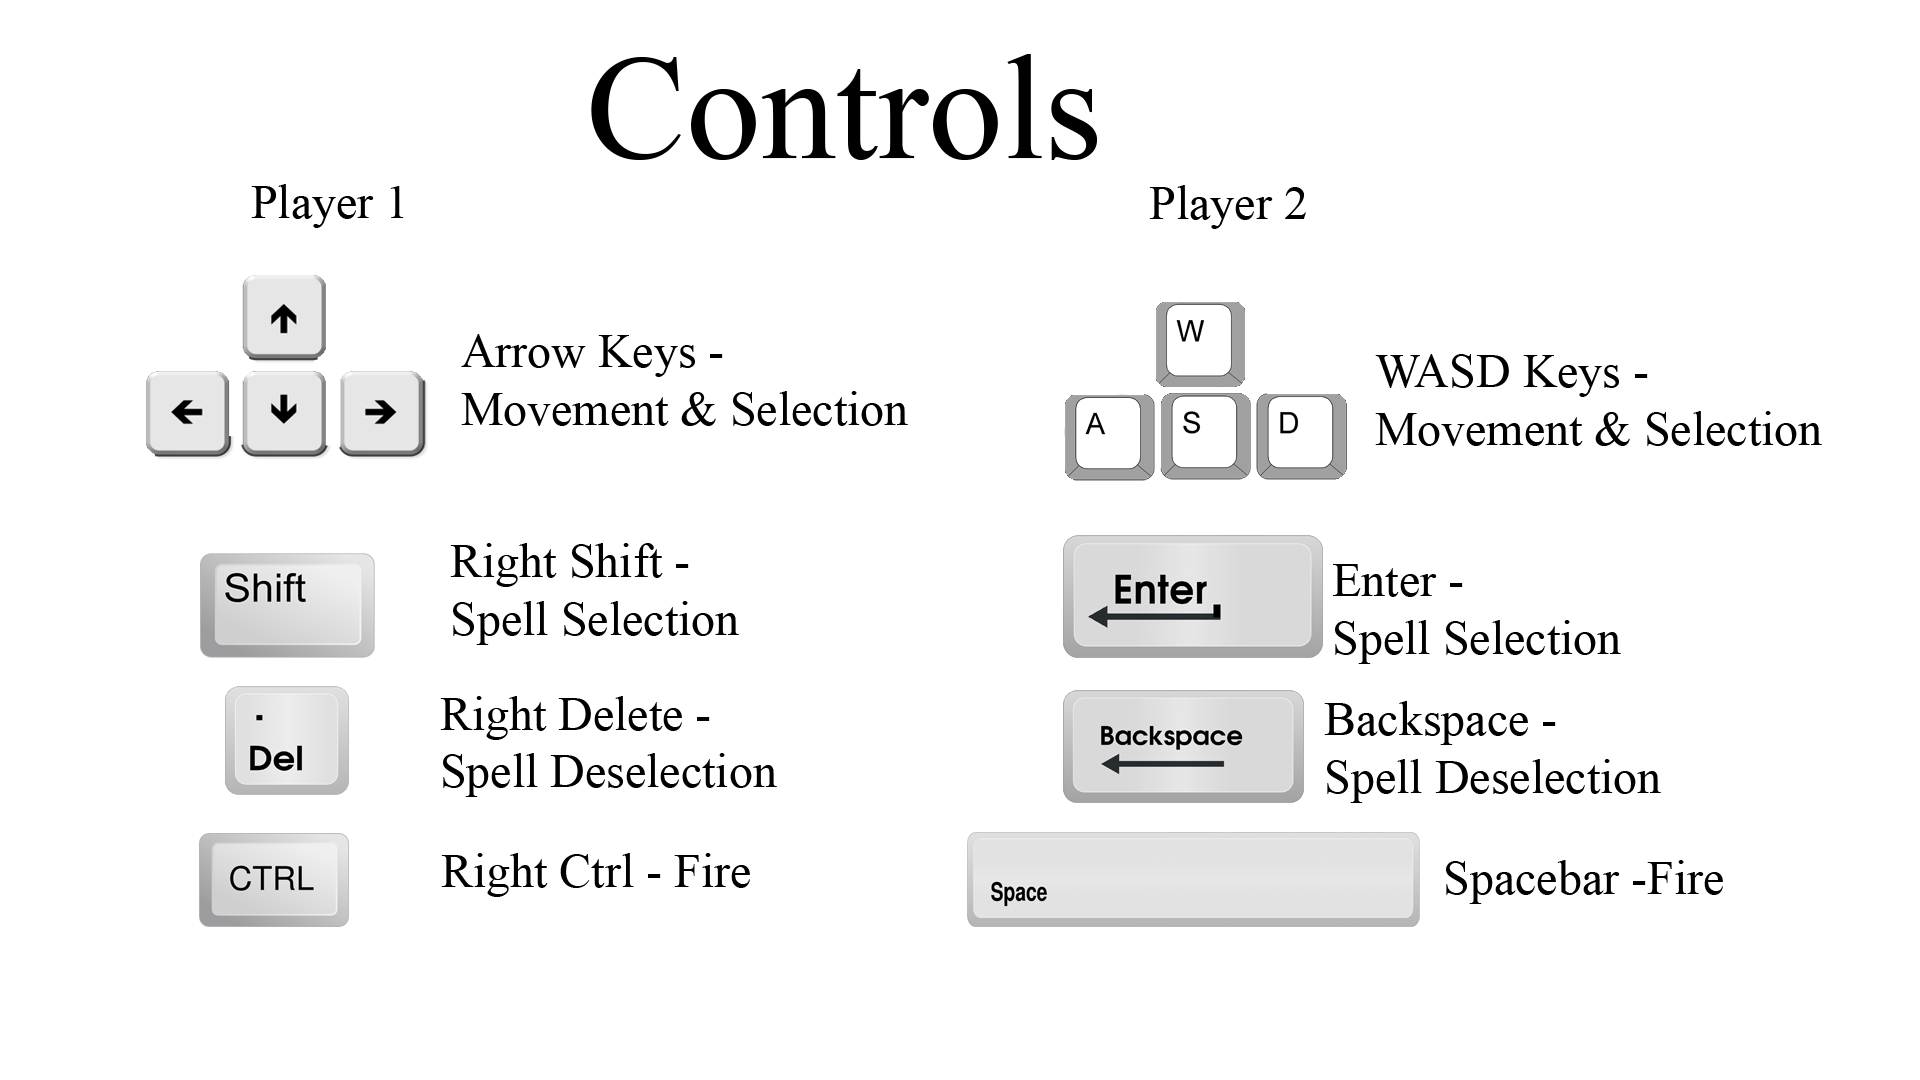 Controls
Player 1
Arrow Keys -
Movement & Selection
Shift
Right Shift -
Spell Selection
.
Del
Right Delete -
Spell Deselection
CTRL
Right Ctrl - Fire
Player 2
W
A S D
WASD Keys -
Movement & Selection
Enter
Enter -
Spell Selection
Backspace
Backspace -
Spell Deselection
Space
Spacebar -Fire